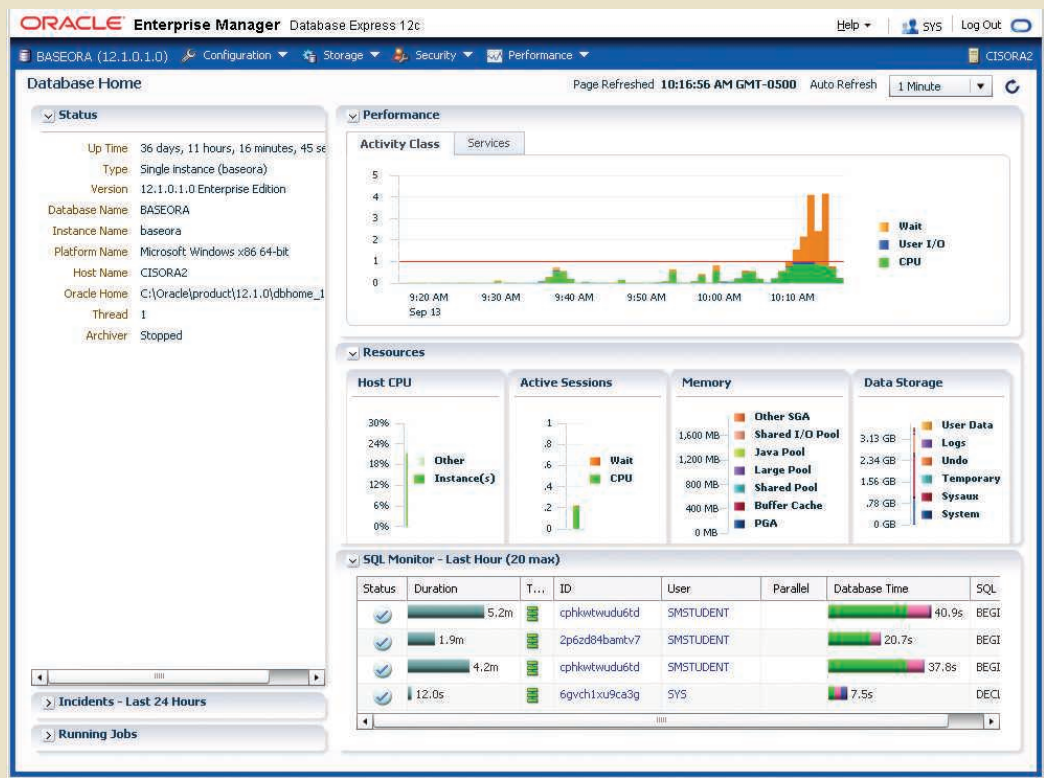 ORACLE Enterprise Manager Database Express 12c Help SYS Log Out
BASEORA (12.1.0.1.0) Configuration Storage Security Performance CISORA2
Database Home Page Refreshed 10:16:56 AM GMT-0500 Auto Refresh 1 Minute
Status
Up Time 36 days, 11 hours, 16 minutes, 45 se
Type Single instance (baseora)
Version 12.1.0.1.0 Enterprise Edition
Database Name BASEORA
Instance Name baseora
Platform Name Microsoft Windows x86 64-bit
Host Name CISORA2
Oracle Home C:\Oracle\product\12.1.0\dbhome_1
Thread 1
Archiver Stopped
Incidents - Last 24 Hours
Running Jobs
Performance
Activity Class Services
5
4
3
2
1
0
9:20 AM 9:30 AM 9:40 AM 9:50 AM 10:00 AM 10:10 AM
Sep 13
Wait
User I/O
CPU
Resources
Host CPU
30%
24%
18%
12%
6%
0%
Other
Instance(s)
Active Sessions
1
.8
.6
.4
.2
0
Wait
CPU
Memory
1,600 MB
1,200 MB
800 MB
400 MB
0 MB
Other SGA
Shared I/O Pool
Java Pool
Large Pool
Shared Pool
Buffer Cache
PGA
Data Storage
3.13 GB
2.34 GB
1.56 GB
.78 GB
0 GB
User Data
Logs
Undo
Temporary
Sysaux
System
SQL Monitor - Last Hour (20 max)
Status Duration T... ID User Parallel Database Time SQL
5.2m cphkwtwudu6td SMSTUDENT 40.9s BEGI
1.9m 2p6zd84bamtv7 SMSTUDENT 20.7s BEGI
4.2m cphkwtwudu6td SMSTUDENT 37.8s BEGI
12.0s 6gvch1xu9ca3g SYS 7.5s DECL